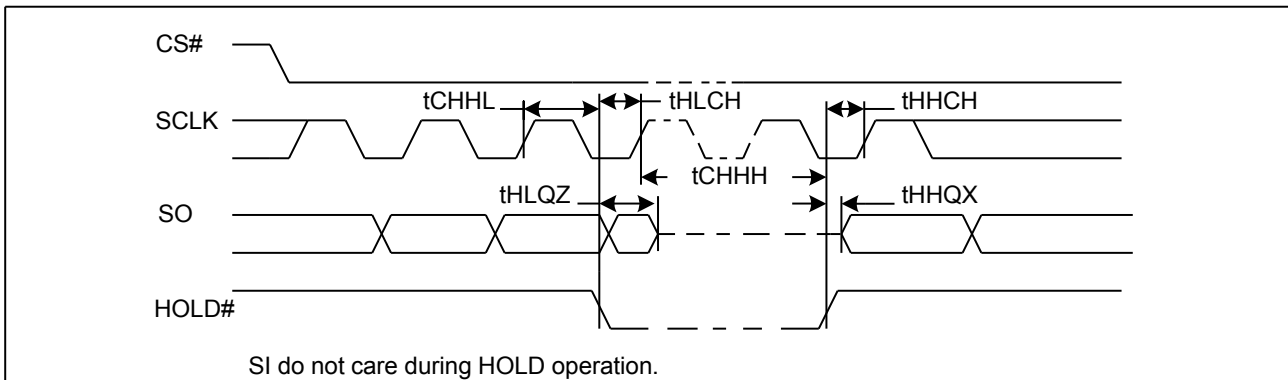 CS#
tCHHL
tHLCH
tHHCH
SCLK
tCHHH
tHLQZ
tHHQX
SO
HOLD#
SI do not care during HOLD operation.